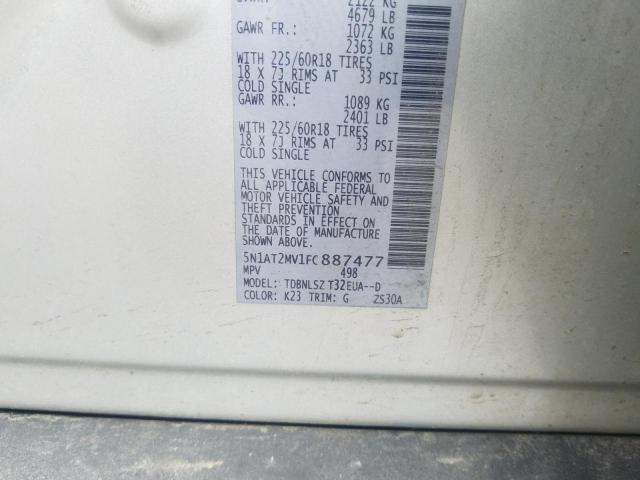 2122 KG
4679 LB
GAWR FR.: 1072 KG
2363 LB
WITH 225/60R18 TIRES
18 X 7J RIMS AT 33 PSI
COLD SINGLE
GAWR RR.: 1089 KG
2401 LB
WITH 225/60R18 TIRES
18 X 7J RIMS AT 33 PSI
COLD SINGLE
THIS VEHICLE CONFORMS TO
ALL APPLICABLE FEDERAL
MOTOR VEHICLE SAFETY AND
THEFT PREVENTION
STANDARDS IN EFFECT ON
THE DATE OF MANUFACTURE
SHOWN ABOVE.
5N1AT2MV1FC887477
MPV 498
MODEL: TDBNLSZ T32EUA--D
COLOR: K23 TRIM: G 2S30A